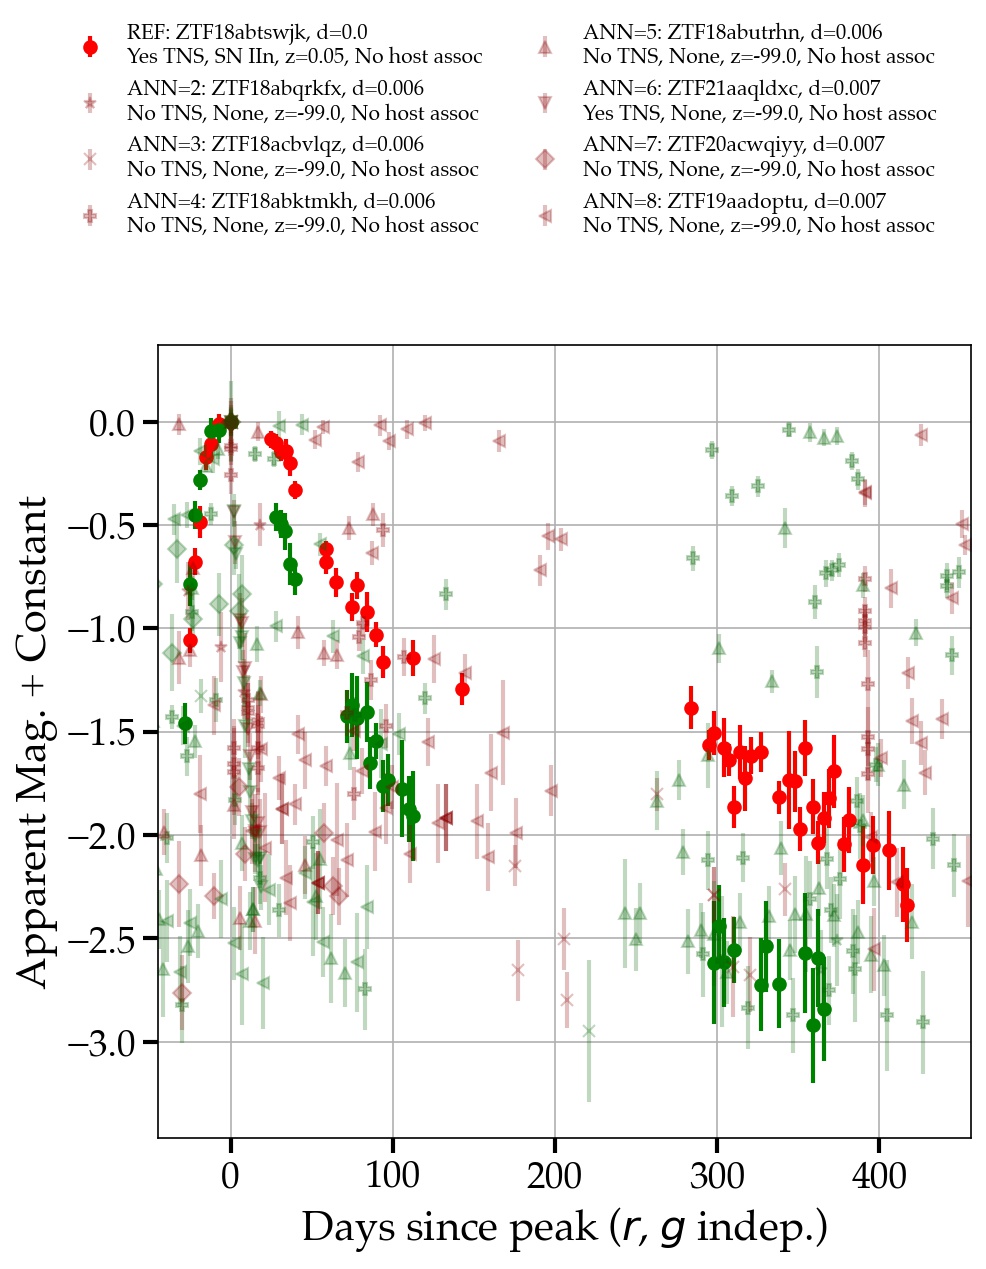 REF: ZTF18abtswjk, d=0.0
Yes TNS, SN IIn, z=0.05, No host assoc
ANN=2: ZTF18abqrkfx, d=0.006
No TNS, None, z=-99.0, No host assoc
ANN=3: ZTF18acbvlqz, d=0.006
No TNS, None, z=-99.0, No host assoc
ANN=4: ZTF18abktmkh, d=0.006
No TNS, None, z=-99.0, No host assoc
ANN=5: ZTF18abutrhn, d=0.006
No TNS, None, z=-99.0, No host assoc
ANN=6: ZTF21aaqldxc, d=0.007
Yes TNS, None, z=-99.0, No host assoc
ANN=7: ZTF20acwqiyy, d=0.007
No TNS, None, z=-99.0, No host assoc
ANN=8: ZTF19aadoptu, d=0.007
No TNS, None, z=-99.0, No host assoc
Apparent Mag. + Constant
0.0
−0.5
−1.0
−1.5
−2.0
−2.5
−3.0
0 100 200 300 400
Days since peak (r, g indep.)